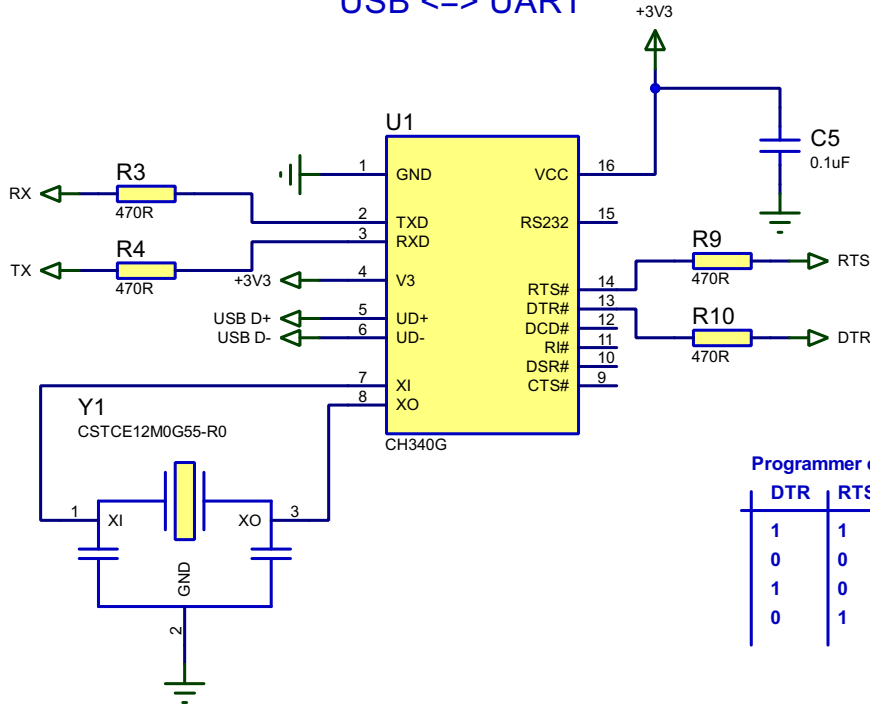 USB <=> UART
+3V3
U1
C5
0.1uF
R3
RX
470R
R4
TX
470R
+3V3
USB D+
USB D-
1 GND
2 TXD
3 RXD
4 V3
5 UD+
6 UD-
7 XI
8 XO
VCC 16
RS232 15
RTS# 14
DTR# 13
DCD# 12
RI# 11
DSR# 10
CTS# 9
CH340G
R9
470R
RTS
R10
470R
DTR
Y1
CSTCE12M0G55-R0
1 XI
XO 3
GND
2
Programmer
DTR RTS
1 1
0 0
1 0
0 1